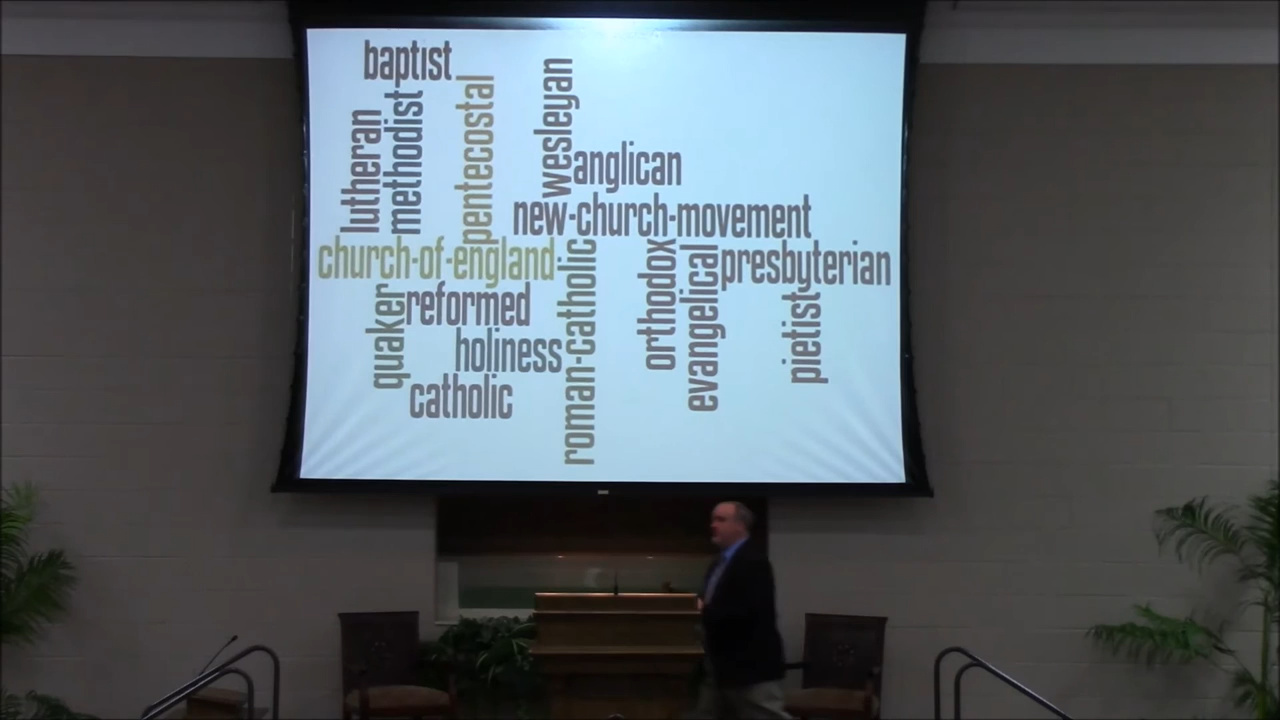 baptist
lutheran
methodist
pentecostal
wesleyan
anglican
new-church-movement
church-of-england
roman-catholic
orthodox
evangelical
presbyterian
pietist
quaker
reformed
holiness
catholic